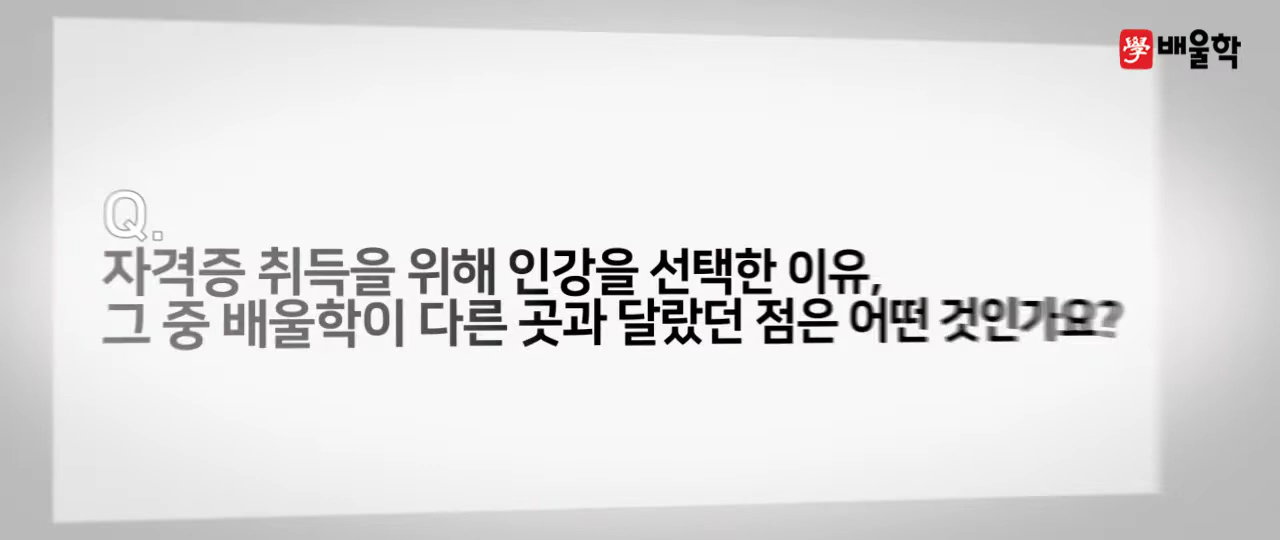 學 배울학
Q.
자격증 취득을 위해 인강을 선택한 이유,
그 중 배울학이 다른 곳과 달랐던 점은 어떤 것인가요?